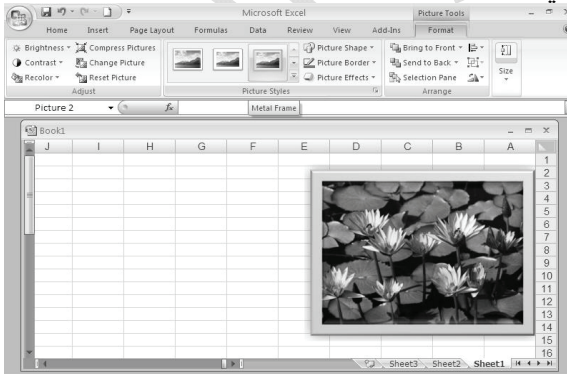 Microsoft Excel Picture Tools
Home Insert Page Layout Formulas Data Review View Add-Ins Format
Brightness Compress Pictures Picture Shape Bring to Front
Contrast Change Picture Picture Border Send to Back
Recolor Reset Picture Picture Effects Selection Pane Size
Adjust Picture Styles Arrange
Picture 2 fx Metal Frame
Book1
J I H G F E D C B A
1
2
3
4
5
6
7
8
9
10
11
12
13
14
15
16
Sheet3 Sheet2 Sheet1